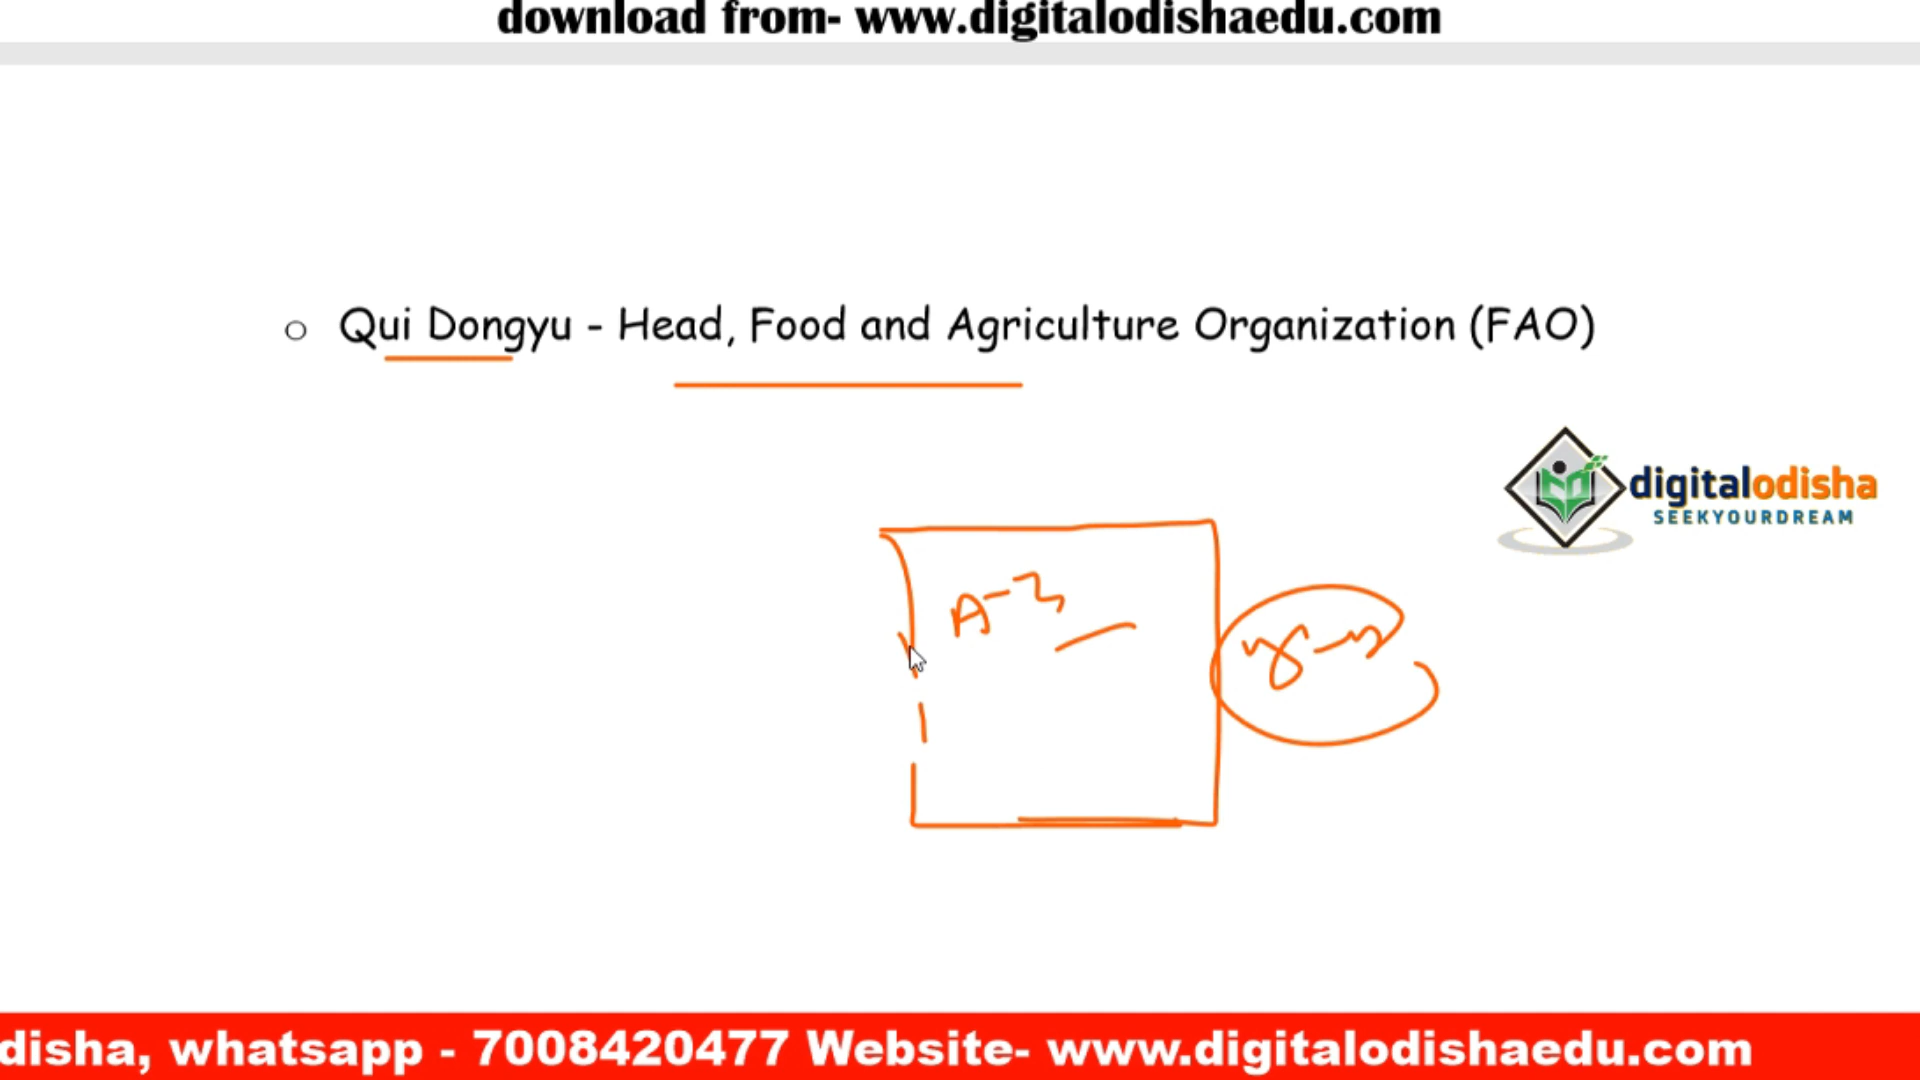 download from- www.digitalodishaedu.com
o Qui Dongyu - Head, Food and Agriculture Organization (FAO)
digitalodisha
SEEKYOURDREAM
A-3
disha, whatsapp - 7008420477 Website- www.digitalodishaedu.com